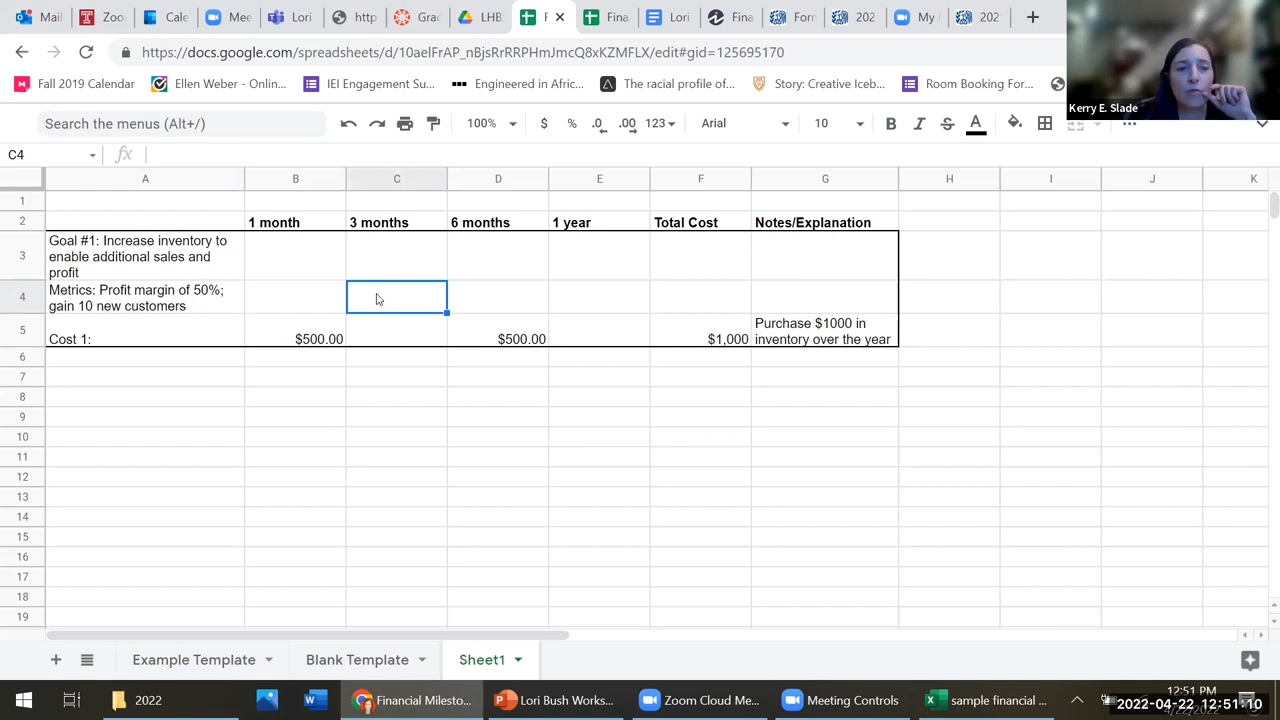 Mail
Zoo
Cale
Mee
Lori
http
Grac
LHB
F
Fina
Lori
Fina
Forr
202
My
202
https://docs.google.com/spreadsheets/d/10aelFrAP_nBjsRrRRPHmJmcQ8xKZMFLX/edit#gid=125695170
Fall 2019 Calendar
Ellen Weber - Onlin...
IEI Engagement Su...
Engineered in Afric...
The racial profile of...
Story: Creative Iceb...
Room Booking For...
Kerry E. Slade
Search the menus (Alt+/)
100%
$ % .0 .00 123
Arial
10
B I S A
C4
fx
A B C D E F G H I J K
1
2 1 month 3 months 6 months 1 year Total Cost Notes/Explanation
Goal #1: Increase inventory to
3 enable additional sales and
profit
4 Metrics: Profit margin of 50%;
gain 10 new customers
5 Purchase $1000 in
Cost 1: $500.00 $500.00 $1,000 inventory over the year
6
7
8
9
10
11
12
13
14
15
16
17
18
19
Example Template
Blank Template
Sheet1
2022
Financial Milesto...
Lori Bush Works...
Zoom Cloud Me...
Meeting Controls
sample financial ...
12:51 PM
2022-04-22 12:51:10